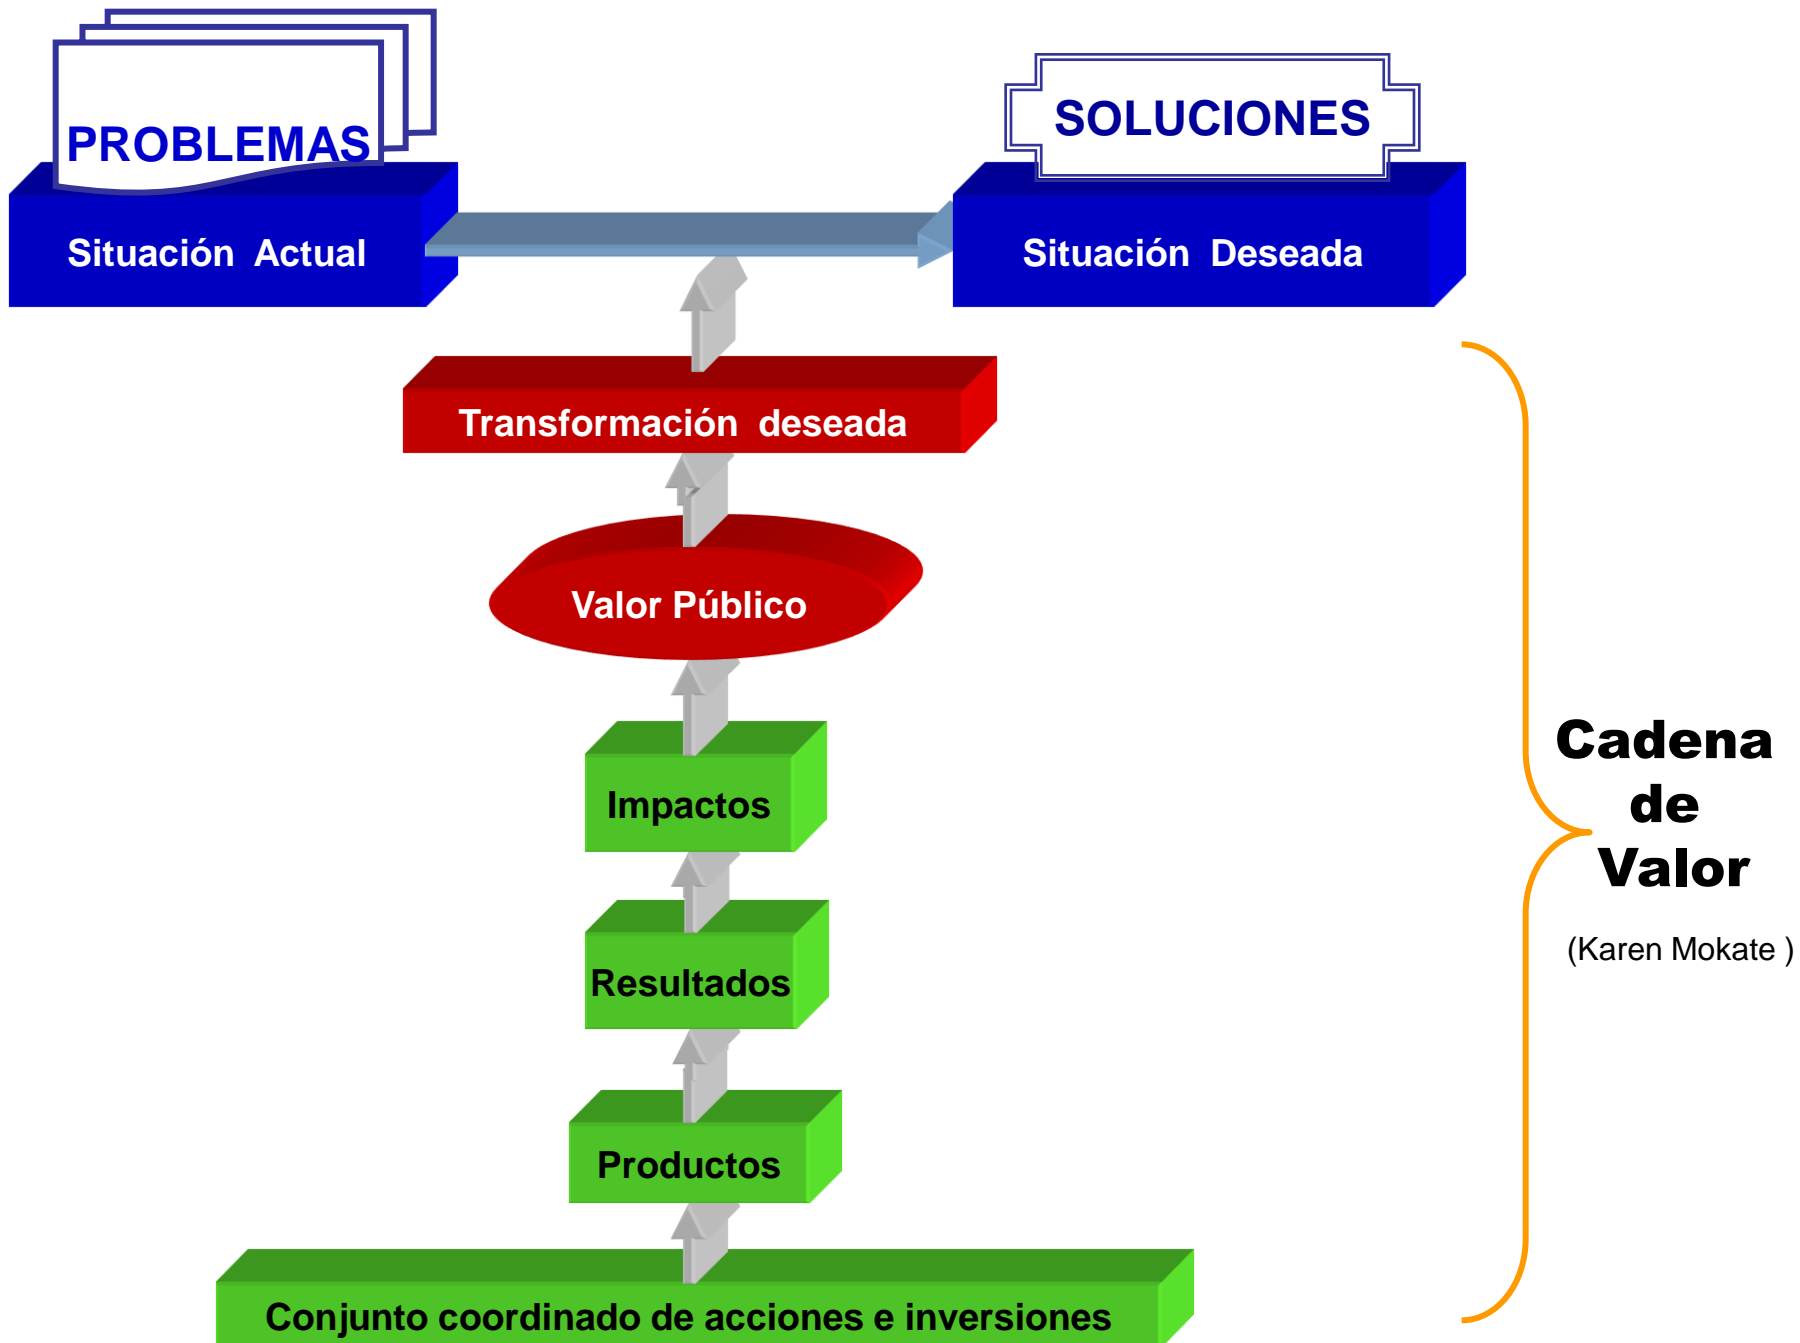 PROBLEMAS
SOLUCIONES
Situación Actual
Situación Deseada
Transformación deseada
Valor Público
Impactos
Resultados
Productos
Conjunto coordinado de acciones e inversiones
Cadena
de
Valor
(Karen Mokate )